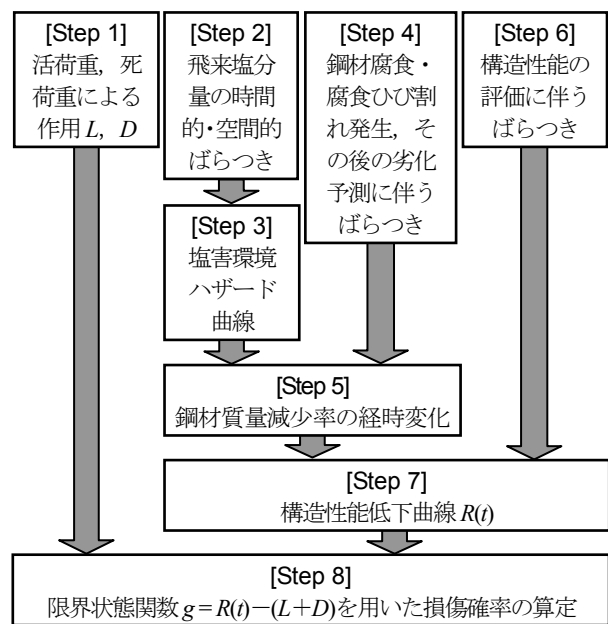 [Step 1]
活荷重，死
荷重による
作用 L，D
[Step 2]
飛来塩分
量の時間
的・空間的
ばらつき
[Step 3]
塩害環境
ハザード
曲線
[Step 4]
鋼材腐食・
腐食ひび割
れ発生，そ
の後の劣化
予測に伴う
ばらつき
[Step 6]
構造性能の
評価に伴う
ばらつき
[Step 5]
鋼材質量減少率の経時変化
[Step 7]
構造性能低下曲線 R(t)
[Step 8]
限界状態関数 g＝R(t)−(L＋D)を用いた損傷確率の算定